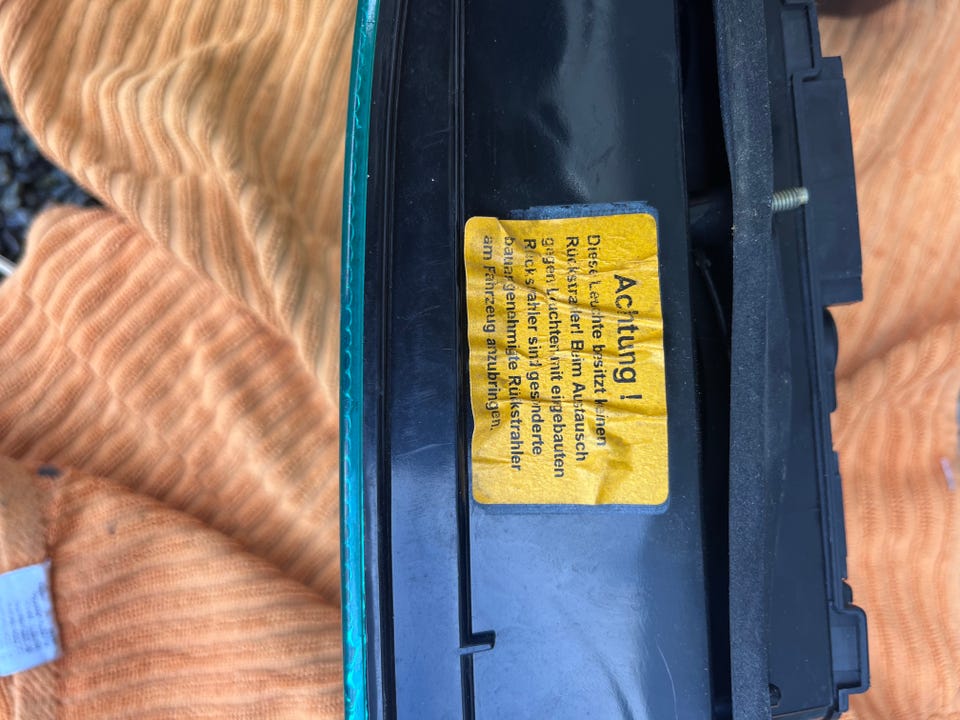 Achtung !
Diese Leuchte besitzt keinen
Rückstrahler! Beim Austausch
gegen Leuchten mit eingebauten
Rückstrahler sind gesonderte
bauartgenehmigte Rückstrahler
am Fahrzeug anzubringen.